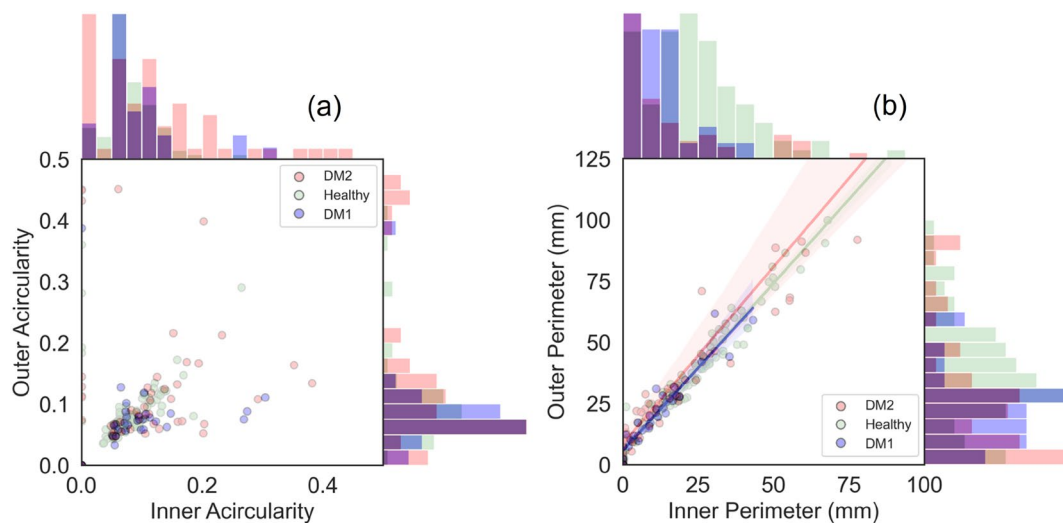 (a)
0.5
0.4
0.3
0.2
0.1
0.0
Outer Acircularity
DM2
Healthy
DM1
0.0
0.2
0.4
Inner Acircularity
(b)
125
100
75
50
25
0
Outer Perimeter (mm)
DM2
Healthy
DM1
0
25
50
75
100
Inner Perimeter (mm)